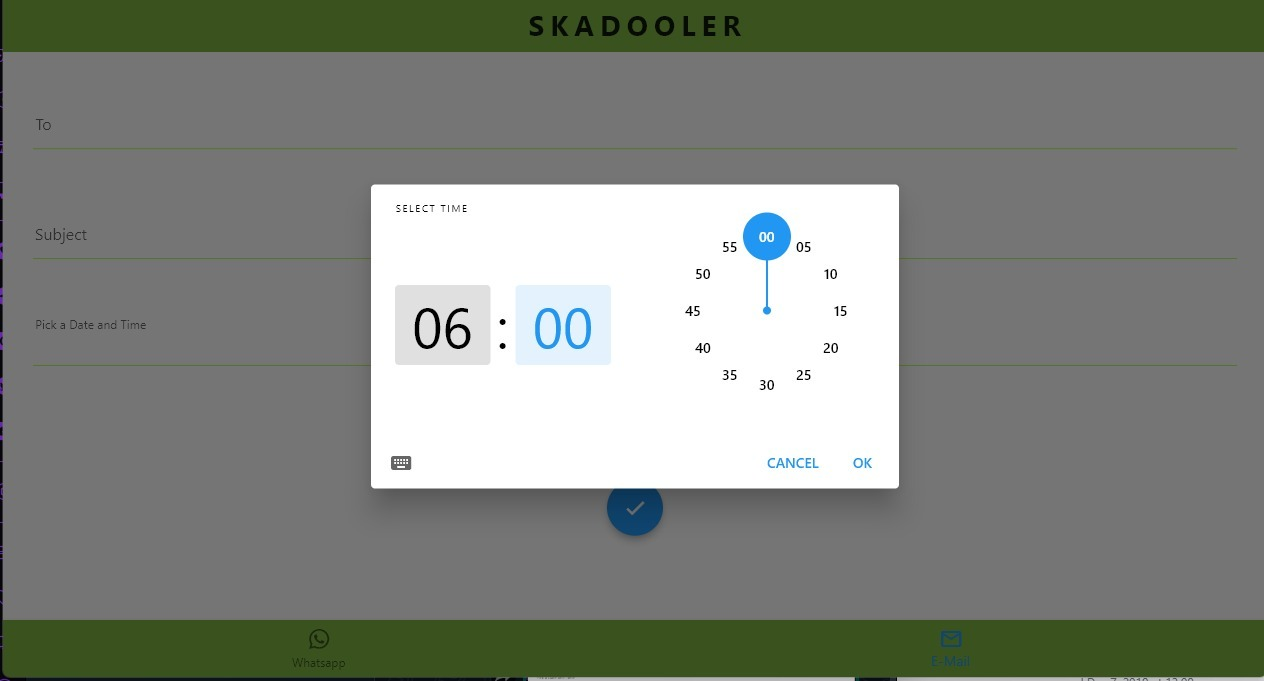 SKADOOLER
To
Subject
Pick a Date and Time
SELECT TIME
06 : 00
00
05
10
15
20
25
30
35
40
45
50
55
CANCEL OK
Whatsapp
E-Mail